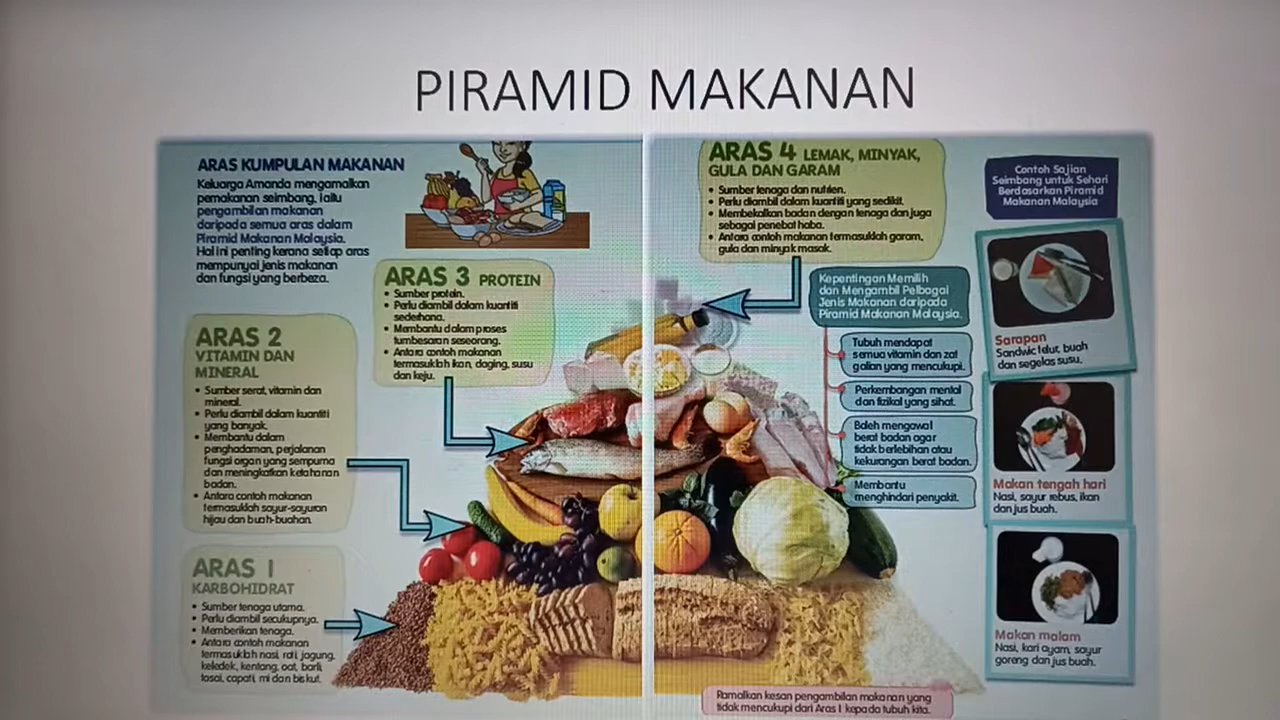 PIRAMID MAKANAN
ARAS KUMPULAN MAKANAN
Keluarga Amanda mengamalkan
pemakanan seimbang, iaitu
pengambilan makanan
daripada semua aras dalam
Piramid Makanan Malaysia.
Hal ini penting kerana setiap aras
mempunyai jenis makanan
dan fungsi yang berbeza.
ARAS 4 LEMAK, MINYAK,
GULA DAN GARAM
• Sumber tenaga dan nutrien.
• Perlu diambil dalam kuantiti yang sedikit.
• Membekalkan badan dengan tenaga dan juga
sebagai penebat haba.
• Antara contoh makanan termasuklah garam,
gula dan minyak masak.
ARAS 3 PROTEIN
• Sumber protein.
• Perlu diambil dalam kuantiti
sederhana.
• Membantu dalam proses
tumbesaran seseorang.
• Antara contoh makanan
termasuklah ikan, daging, susu
dan keju.
ARAS 2
VITAMIN DAN
MINERAL
• Sumber serat, vitamin dan
mineral.
• Perlu diambil dalam kuantiti
yang banyak.
• Membantu dalam
penghadaman, perjalanan
fungsi organ yang sempurna
dan meningkatkan ketahanan
badan.
• Antara contoh makanan
termasuklah sayur-sayuran
hijau dan buah-buahan.
ARAS 1
KARBOHIDRAT
• Sumber tenaga utama.
• Perlu diambil secukupnya.
• Memberikan tenaga.
• Antara contoh makanan
termasuklah nasi, roti, jagung,
keledek, kentang, oat, barli,
tosai, capati, mi dan biskut.
Kepentingan Memilih
dan Mengambil Pelbagai
Jenis Makanan daripada
Piramid Makanan Malaysia.
Tubuh mendapat
semua vitamin dan zat
galian yang mencukupi.
Perkembangan mental
dan fizikal yang sihat.
Boleh mengawal
berat badan agar
tidak berlebihan atau
kekurangan berat badan.
Membantu
menghindari penyakit.
Contoh Sajian
Seimbang untuk Sehari
Berdasarkan Piramid
Makanan Malaysia
Sarapan
Sandwic telur, buah
dan segelas susu.
Makan tengah hari
Nasi, sayur rebus, ikan
dan jus buah.
Makan malam
Nasi, kari ayam, sayur
goreng dan jus buah.
Ramalkan kesan pengambilan makanan yang
tidak mencukupi dari Aras 1 kepada tubuh kita.